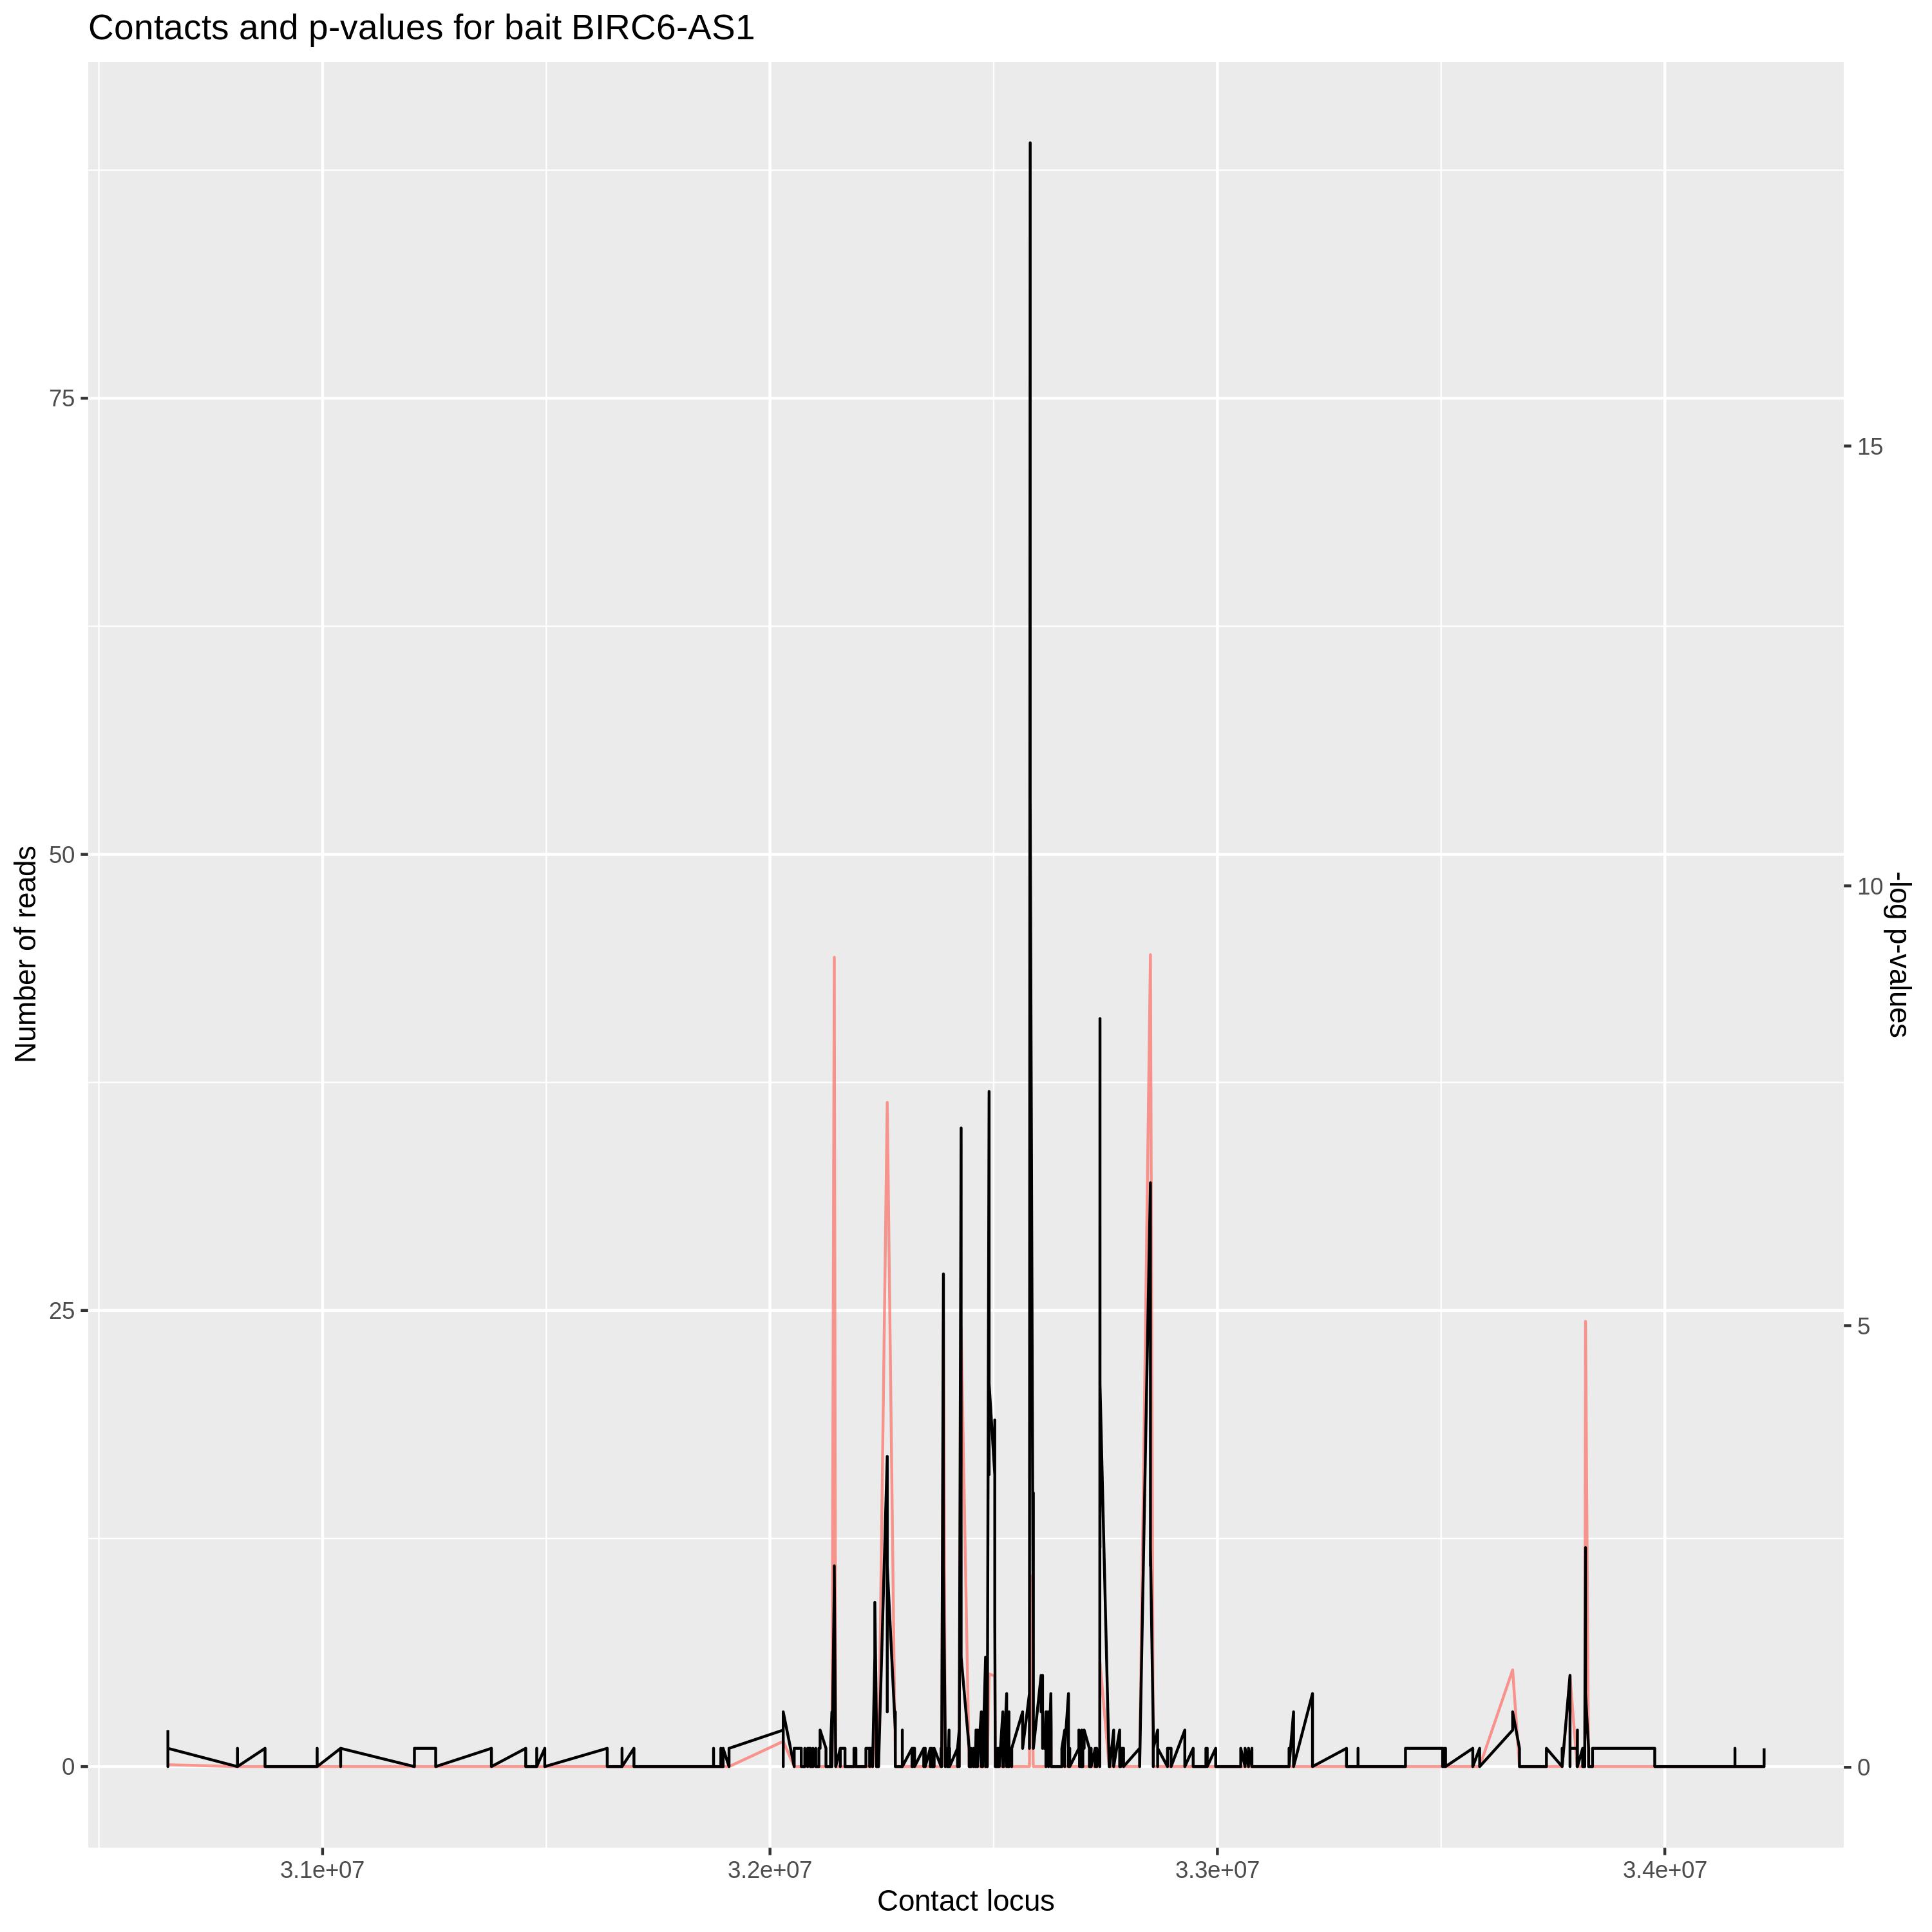 Contacts and p-values for bait BIRC6-AS1
75
50
25
0
Number of reads
15
10
5
0
-log p-values
3.1e+07
3.2e+07
3.3e+07
3.4e+07
Contact locus